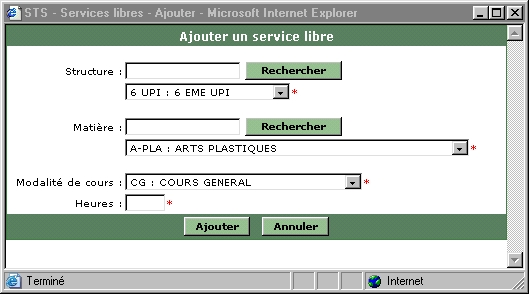 STS - Services libres - Ajouter - Microsoft Internet Explorer
Ajouter un service libre
Structure : Rechercher
6 UPI : 6 EME UPI *
Matière : Rechercher
A-PLA : ARTS PLASTIQUES *
Modalité de cours : CG : COURS GENERAL *
Heures : *
Ajouter Annuler
Terminé Internet